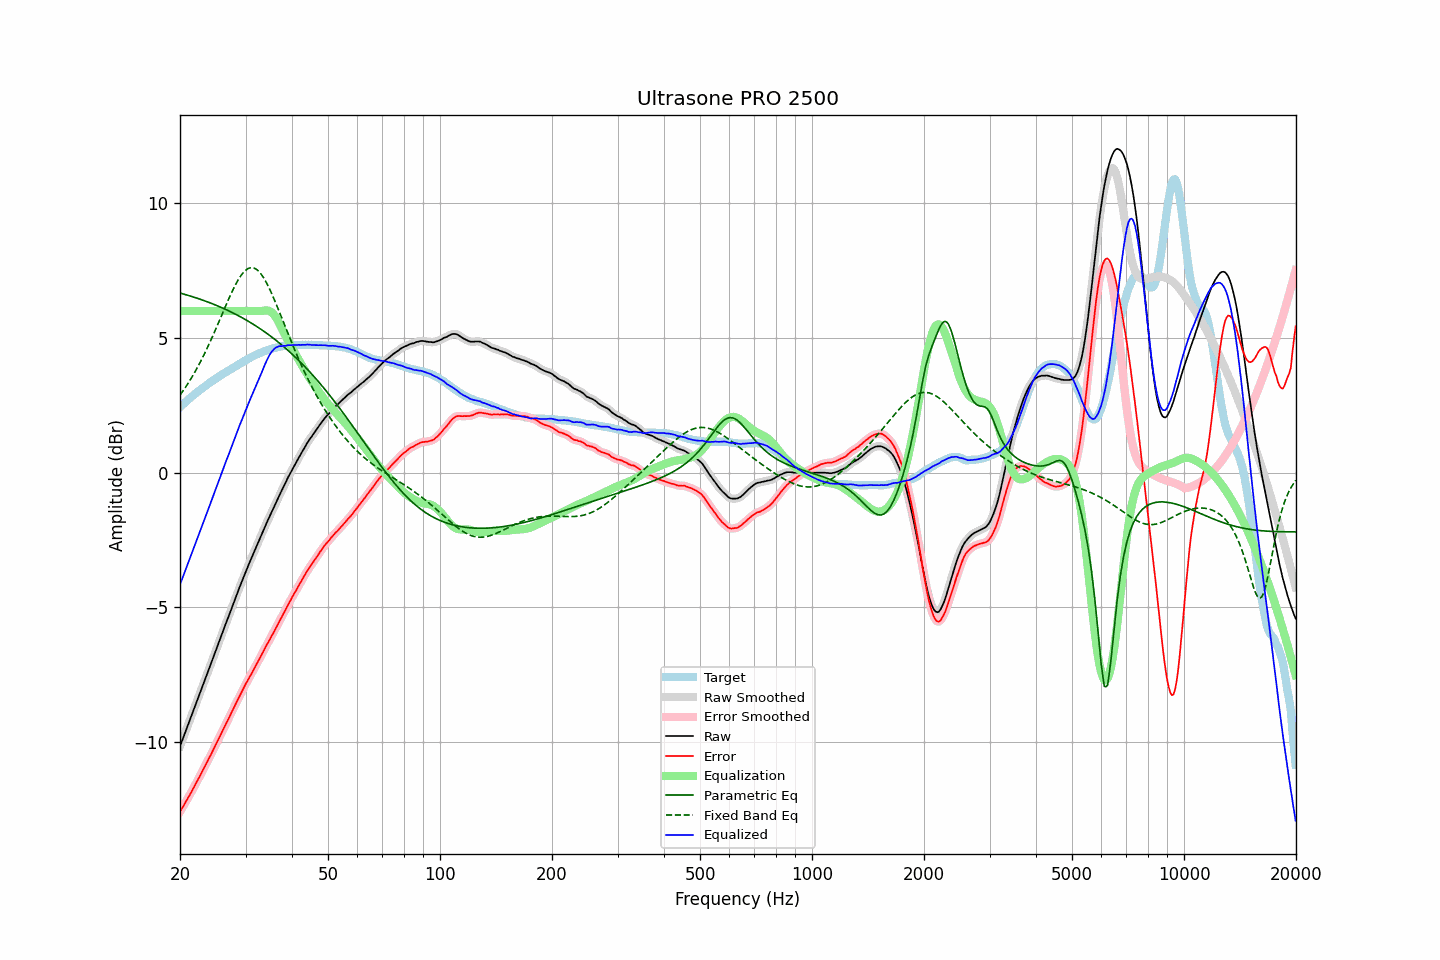 Ultrasone PRO 2500
Amplitude (dBr)
10
5
0
−5
−10
20
50
100
200
500
1000
2000
5000
10000
20000
Frequency (Hz)
Target
Raw Smoothed
Error Smoothed
Raw
Error
Equalization
Parametric Eq
Fixed Band Eq
Equalized